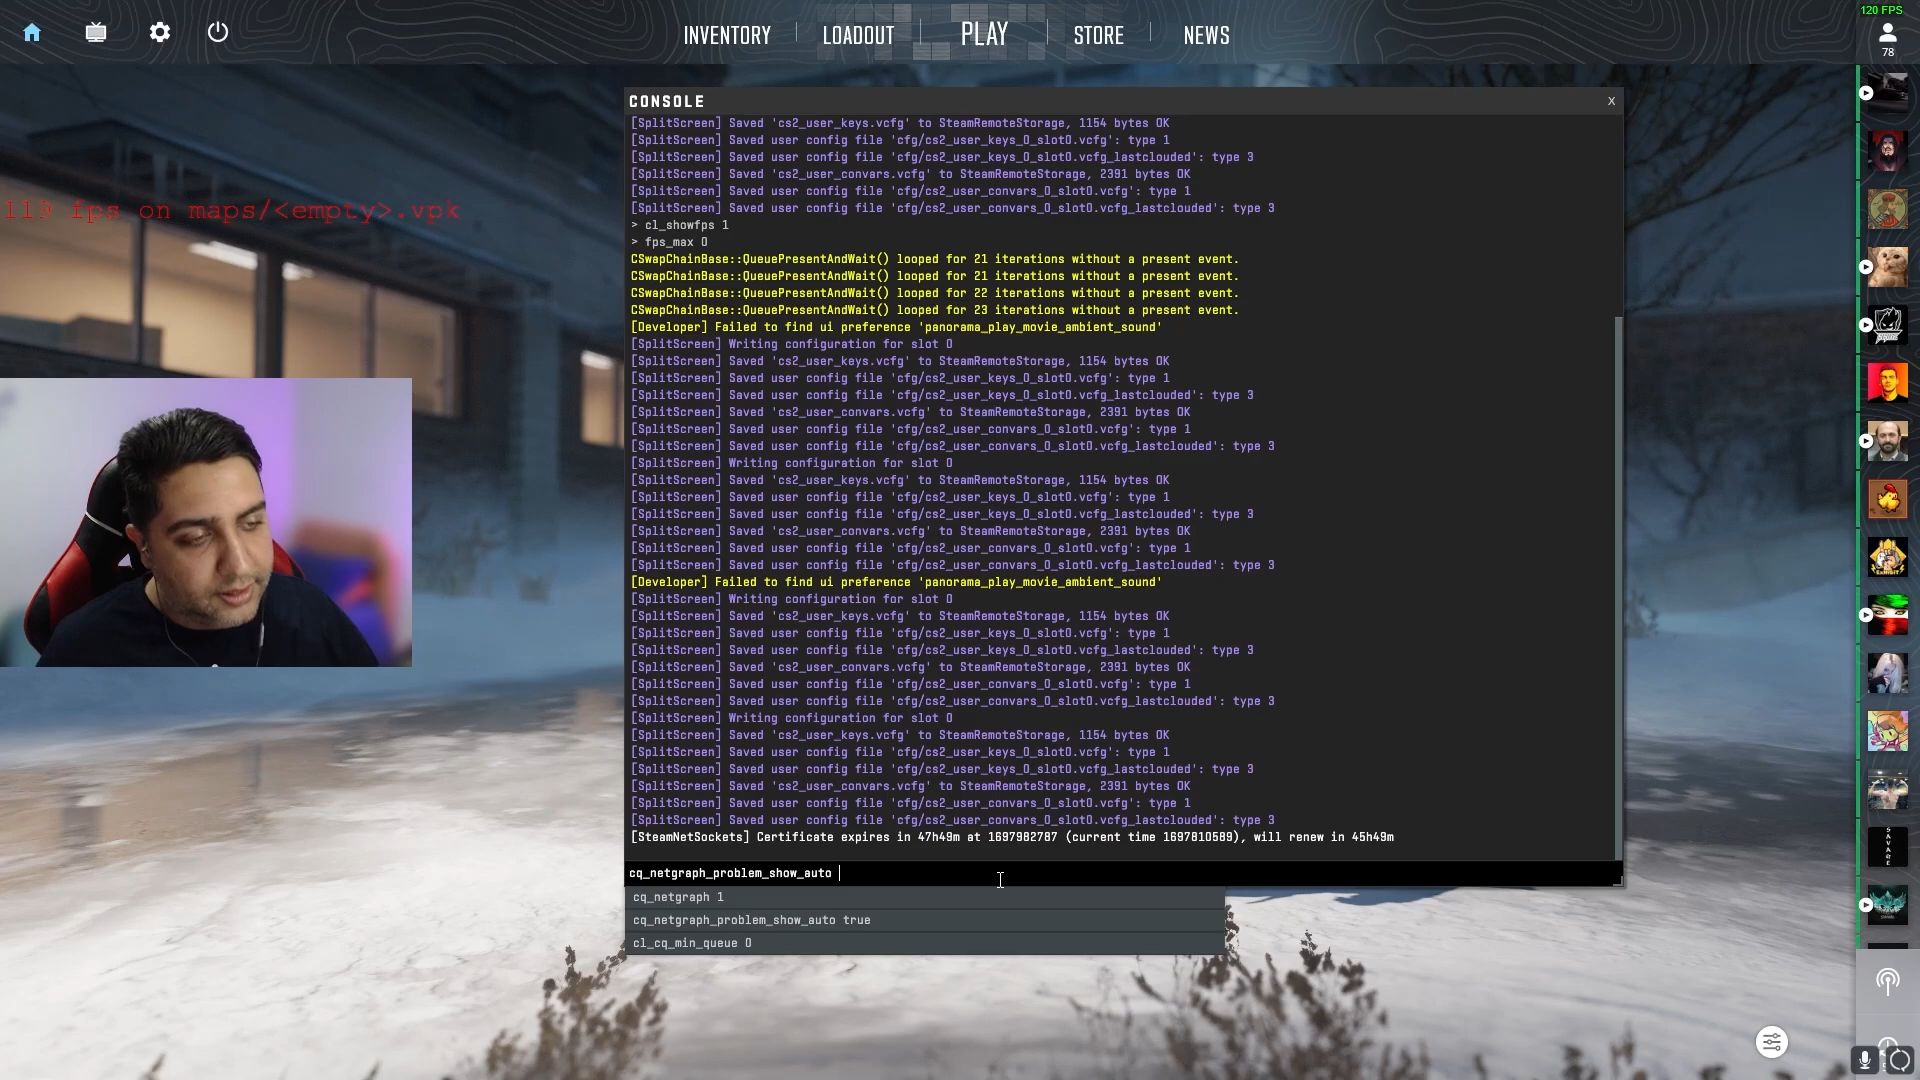 120 FPS
INVENTORY
LOADOUT
PLAY
STORE
NEWS
78
119 fps on maps/<empty>.vpk
CONSOLE
X
[SplitScreen] Saved 'cs2_user_keys.vcfg' to SteamRemoteStorage, 1154 bytes OK
[SplitScreen] Saved user config file 'cfg/cs2_user_keys_0_slot0.vcfg': type 1
[SplitScreen] Saved user config file 'cfg/cs2_user_keys_0_slot0.vcfg_lastclouded': type 3
[SplitScreen] Saved 'cs2_user_convars.vcfg' to SteamRemoteStorage, 2391 bytes OK
[SplitScreen] Saved user config file 'cfg/cs2_user_convars_0_slot0.vcfg': type 1
[SplitScreen] Saved user config file 'cfg/cs2_user_convars_0_slot0.vcfg_lastclouded': type 3
> cl_showfps 1
> fps_max 0
CSwapChainBase::QueuePresentAndWait() looped for 21 iterations without a present event.
CSwapChainBase::QueuePresentAndWait() looped for 21 iterations without a present event.
CSwapChainBase::QueuePresentAndWait() looped for 22 iterations without a present event.
CSwapChainBase::QueuePresentAndWait() looped for 23 iterations without a present event.
[Developer] Failed to find ui preference 'panorama_play_movie_ambient_sound'
[SplitScreen] Writing configuration for slot 0
[SplitScreen] Saved 'cs2_user_keys.vcfg' to SteamRemoteStorage, 1154 bytes OK
[SplitScreen] Saved user config file 'cfg/cs2_user_keys_0_slot0.vcfg': type 1
[SplitScreen] Saved user config file 'cfg/cs2_user_keys_0_slot0.vcfg_lastclouded': type 3
[SplitScreen] Saved 'cs2_user_convars.vcfg' to SteamRemoteStorage, 2391 bytes OK
[SplitScreen] Saved user config file 'cfg/cs2_user_convars_0_slot0.vcfg': type 1
[SplitScreen] Saved user config file 'cfg/cs2_user_convars_0_slot0.vcfg_lastclouded': type 3
[SplitScreen] Writing configuration for slot 0
[SplitScreen] Saved 'cs2_user_keys.vcfg' to SteamRemoteStorage, 1154 bytes OK
[SplitScreen] Saved user config file 'cfg/cs2_user_keys_0_slot0.vcfg': type 1
[SplitScreen] Saved user config file 'cfg/cs2_user_keys_0_slot0.vcfg_lastclouded': type 3
[SplitScreen] Saved 'cs2_user_convars.vcfg' to SteamRemoteStorage, 2391 bytes OK
[SplitScreen] Saved user config file 'cfg/cs2_user_convars_0_slot0.vcfg': type 1
[SplitScreen] Saved user config file 'cfg/cs2_user_convars_0_slot0.vcfg_lastclouded': type 3
[Developer] Failed to find ui preference 'panorama_play_movie_ambient_sound'
[SplitScreen] Writing configuration for slot 0
[SplitScreen] Saved 'cs2_user_keys.vcfg' to SteamRemoteStorage, 1154 bytes OK
[SplitScreen] Saved user config file 'cfg/cs2_user_keys_0_slot0.vcfg': type 1
[SplitScreen] Saved user config file 'cfg/cs2_user_keys_0_slot0.vcfg_lastclouded': type 3
[SplitScreen] Saved 'cs2_user_convars.vcfg' to SteamRemoteStorage, 2391 bytes OK
[SplitScreen] Saved user config file 'cfg/cs2_user_convars_0_slot0.vcfg': type 1
[SplitScreen] Saved user config file 'cfg/cs2_user_convars_0_slot0.vcfg_lastclouded': type 3
[SplitScreen] Writing configuration for slot 0
[SplitScreen] Saved 'cs2_user_keys.vcfg' to SteamRemoteStorage, 1154 bytes OK
[SplitScreen] Saved user config file 'cfg/cs2_user_keys_0_slot0.vcfg': type 1
[SplitScreen] Saved user config file 'cfg/cs2_user_keys_0_slot0.vcfg_lastclouded': type 3
[SplitScreen] Saved 'cs2_user_convars.vcfg' to SteamRemoteStorage, 2391 bytes OK
[SplitScreen] Saved user config file 'cfg/cs2_user_convars_0_slot0.vcfg': type 1
[SplitScreen] Saved user config file 'cfg/cs2_user_convars_0_slot0.vcfg_lastclouded': type 3
[SteamNetSockets] Certificate expires in 47h49m at 1697982787 (current time 1697810589), will renew in 45h49m
cq_netgraph_problem_show_auto
cq_netgraph 1
cq_netgraph_problem_show_auto true
cl_cq_min_queue 0
SAVAGE